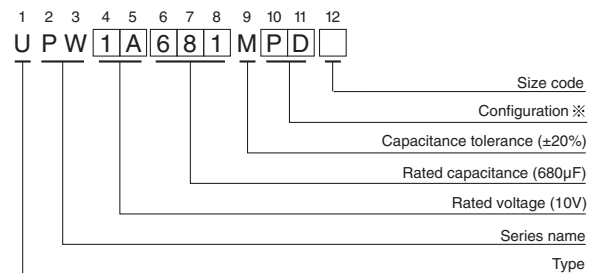 1 2 3 4 5 6 7 8 9 10 11 12
U P W 1 A 6 8 1 M P D
Size code
Configuration ※
Capacitance tolerance (±20%)
Rated capacitance (680µF)
Rated voltage (10V)
Series name
Type